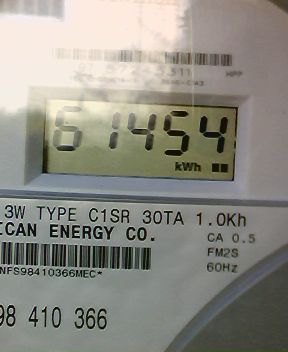 61454
kWh
3W TYPE C1SR 30TA 1.0Kh
ICAN ENERGY CO.
CA 0.5
FM2S
60Hz
NFS98410366MEC*
98 410 366